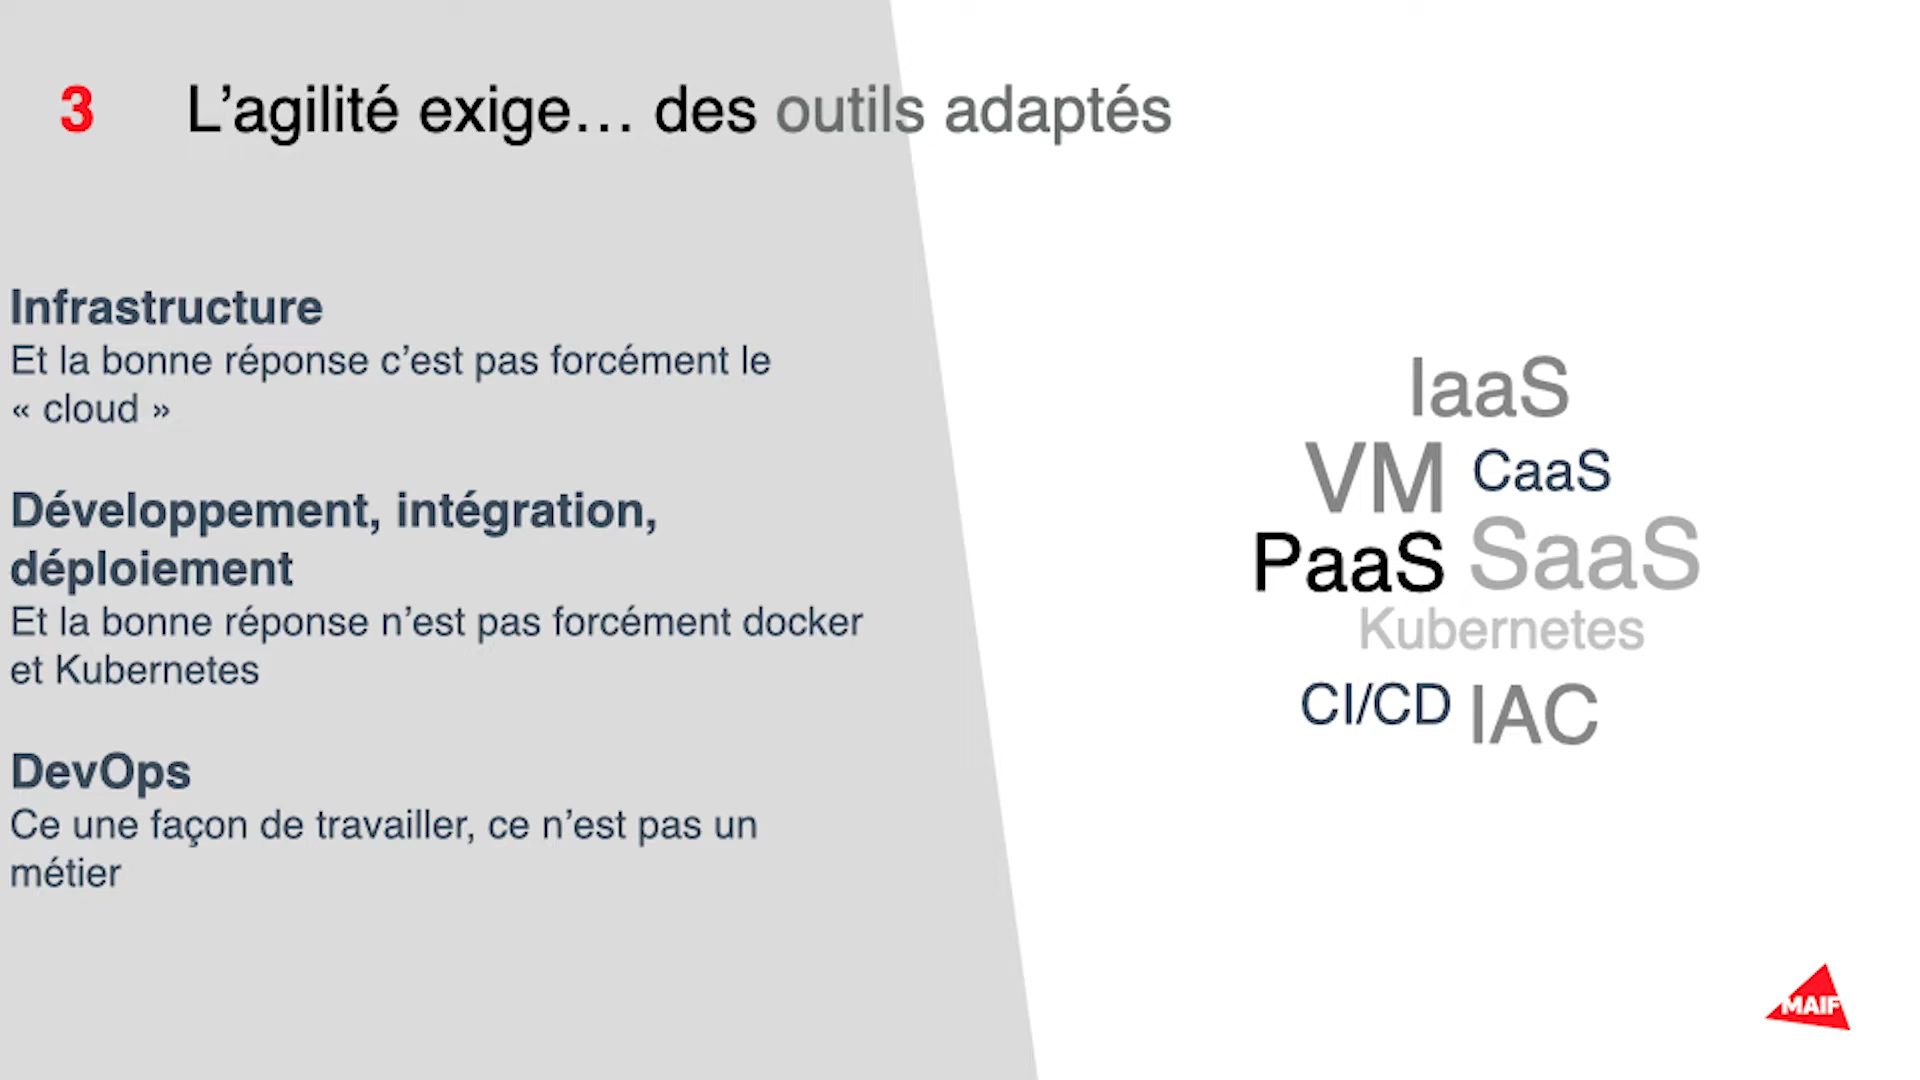 3 L’agilité exige… des outils adaptés
Infrastructure
Et la bonne réponse c’est pas forcément le
« cloud »
Développement, intégration,
déploiement
Et la bonne réponse n’est pas forcément docker
et Kubernetes
DevOps
Ce une façon de travailler, ce n’est pas un
métier
IaaS
VM CaaS
PaaS SaaS
Kubernetes
CI/CD IAC
MAIF